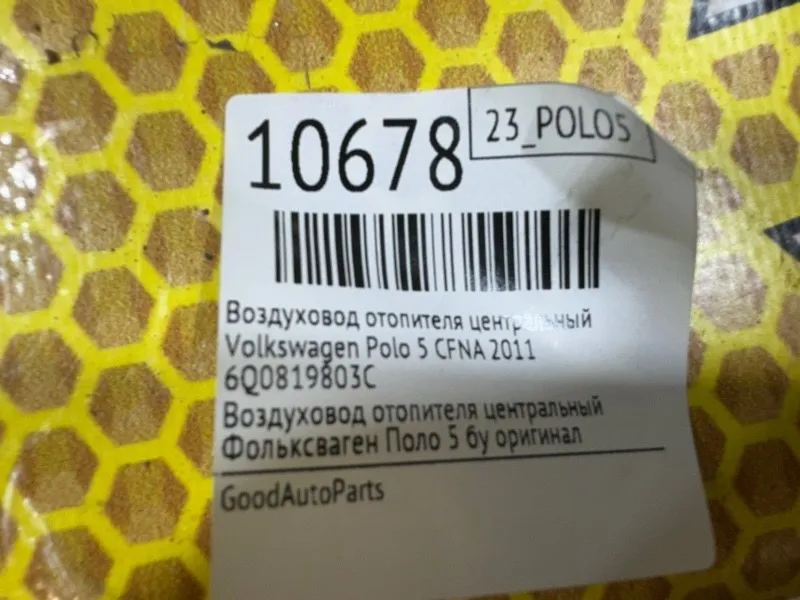 10678
23_POLO5
Воздуховод отопителя центральный
Volkswagen Polo 5 CFNA 2011
6Q0819803C
Воздуховод отопителя центральный
Фольксваген Поло 5 бу оригинал
GoodAutoParts